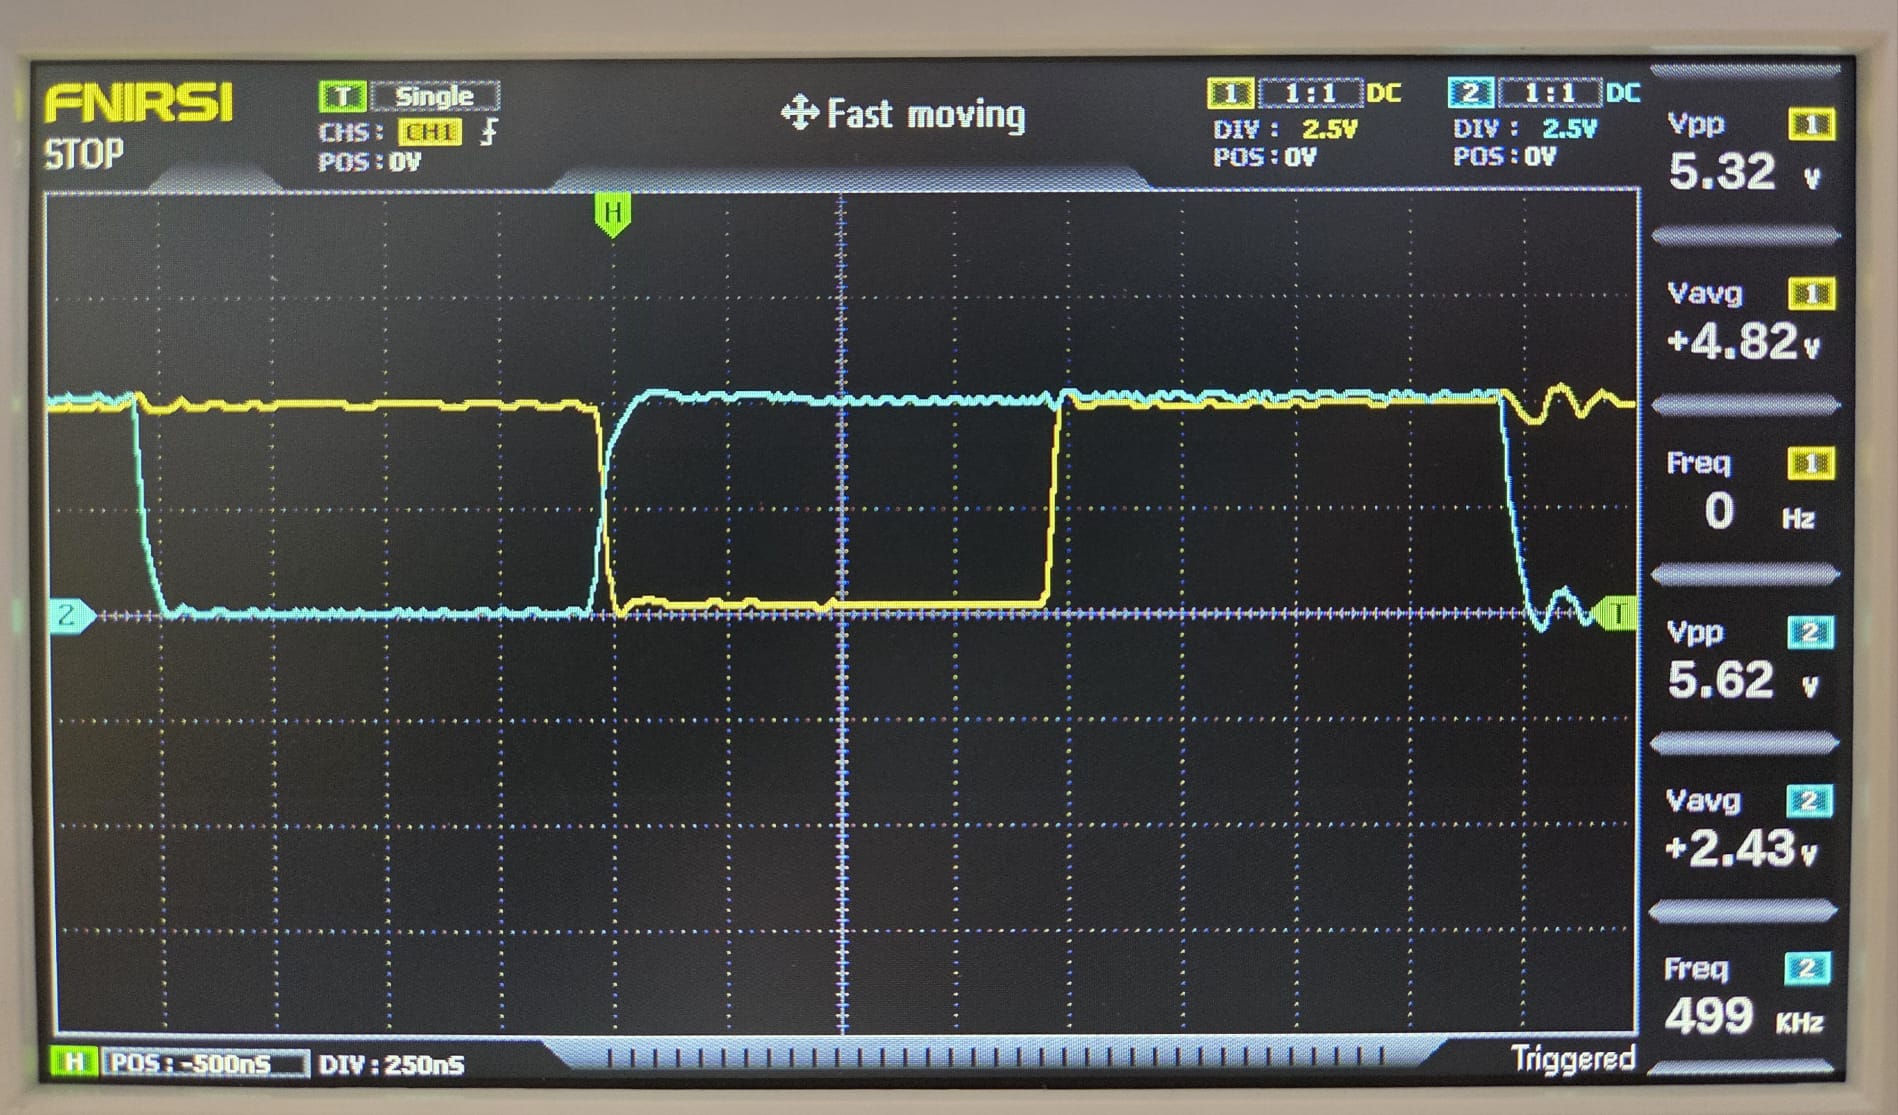 FNIRSI
STOP
T Single
CHS: CH1
POS:0V
Fast moving
1 1:1 DC
DIV: 2.5V
POS:0V
2 1:1 DC
DIV: 2.5V
POS:0V
H
2
T
Vpp 1
5.32 V
Vavg 1
+4.82V
Freq 1
0 Hz
Vpp 2
5.62 V
Vavg 2
+2.43V
Freq 2
499 KHz
H POS:-500nS DIV:250nS
Triggered